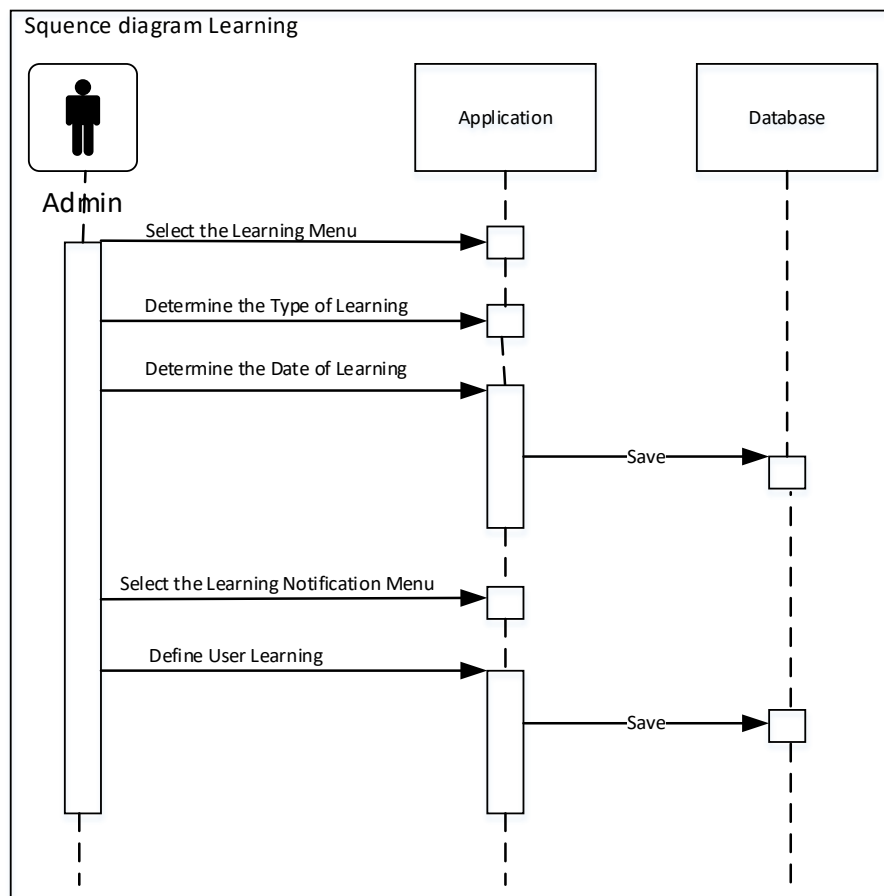 Squence diagram Learning
Application
Database
Admin
Select the Learning Menu
Determine the Type of Learning
Determine the Date of Learning
Save
Select the Learning Notification Menu
Define User Learning
Save